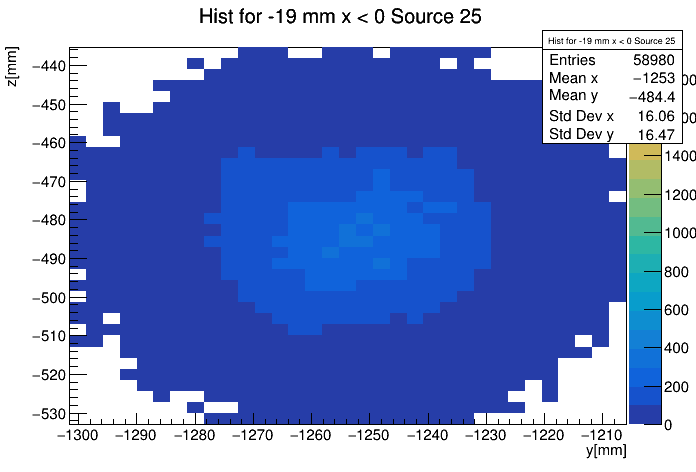 Hist for -19 mm x < 0 Source 25
Hist for -19 mm x < 0 Source 25
Entries 58980
Mean x −1253
Mean y −484.4
Std Dev x 16.06
Std Dev y 16.47
z[mm]
−440
−450
−460
−470
−480
−490
−500
−510
−520
−530
−1300 −1290 −1280 −1270 −1260 −1250 −1240 −1230 −1220 −1210
y[mm]
1400
1200
1000
800
600
400
200
0